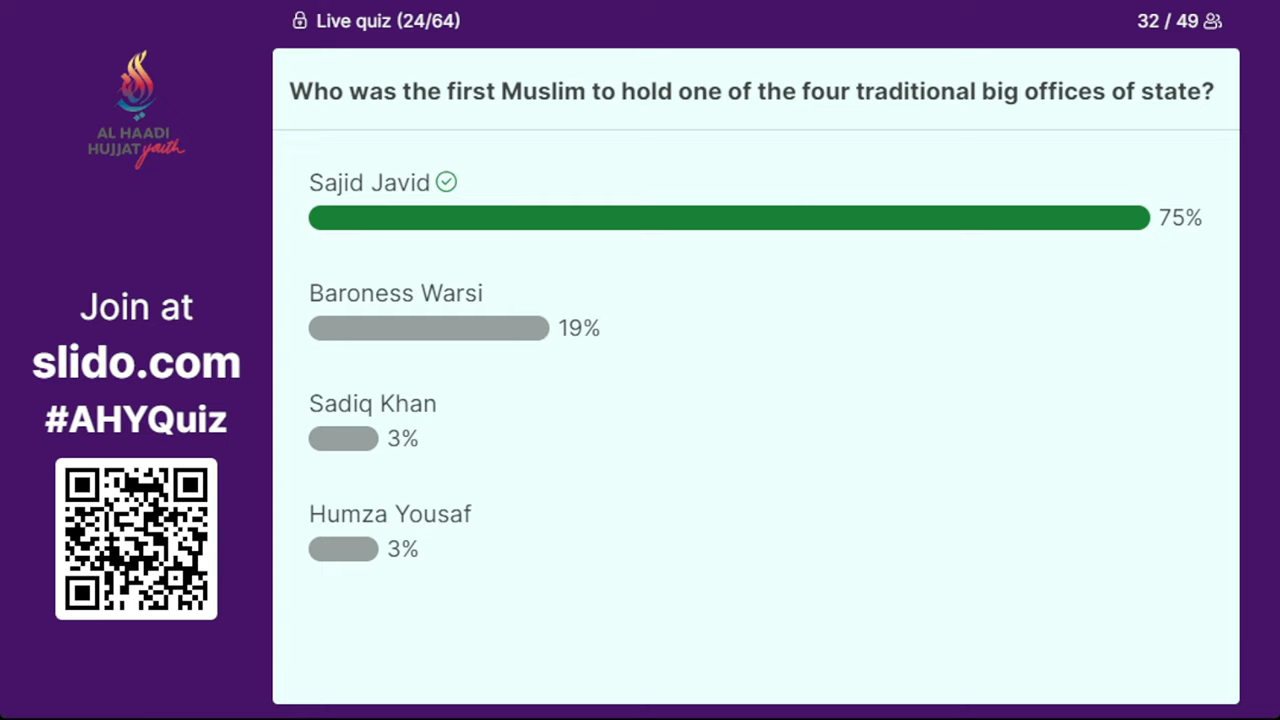 Live quiz (24/64)
32 / 49
AL HAADI
HUJJAT youth
Join at
slido.com
#AHYQuiz
Who was the first Muslim to hold one of the four traditional big offices of state?
Sajid Javid
75%
Baroness Warsi
19%
Sadiq Khan
3%
Humza Yousaf
3%